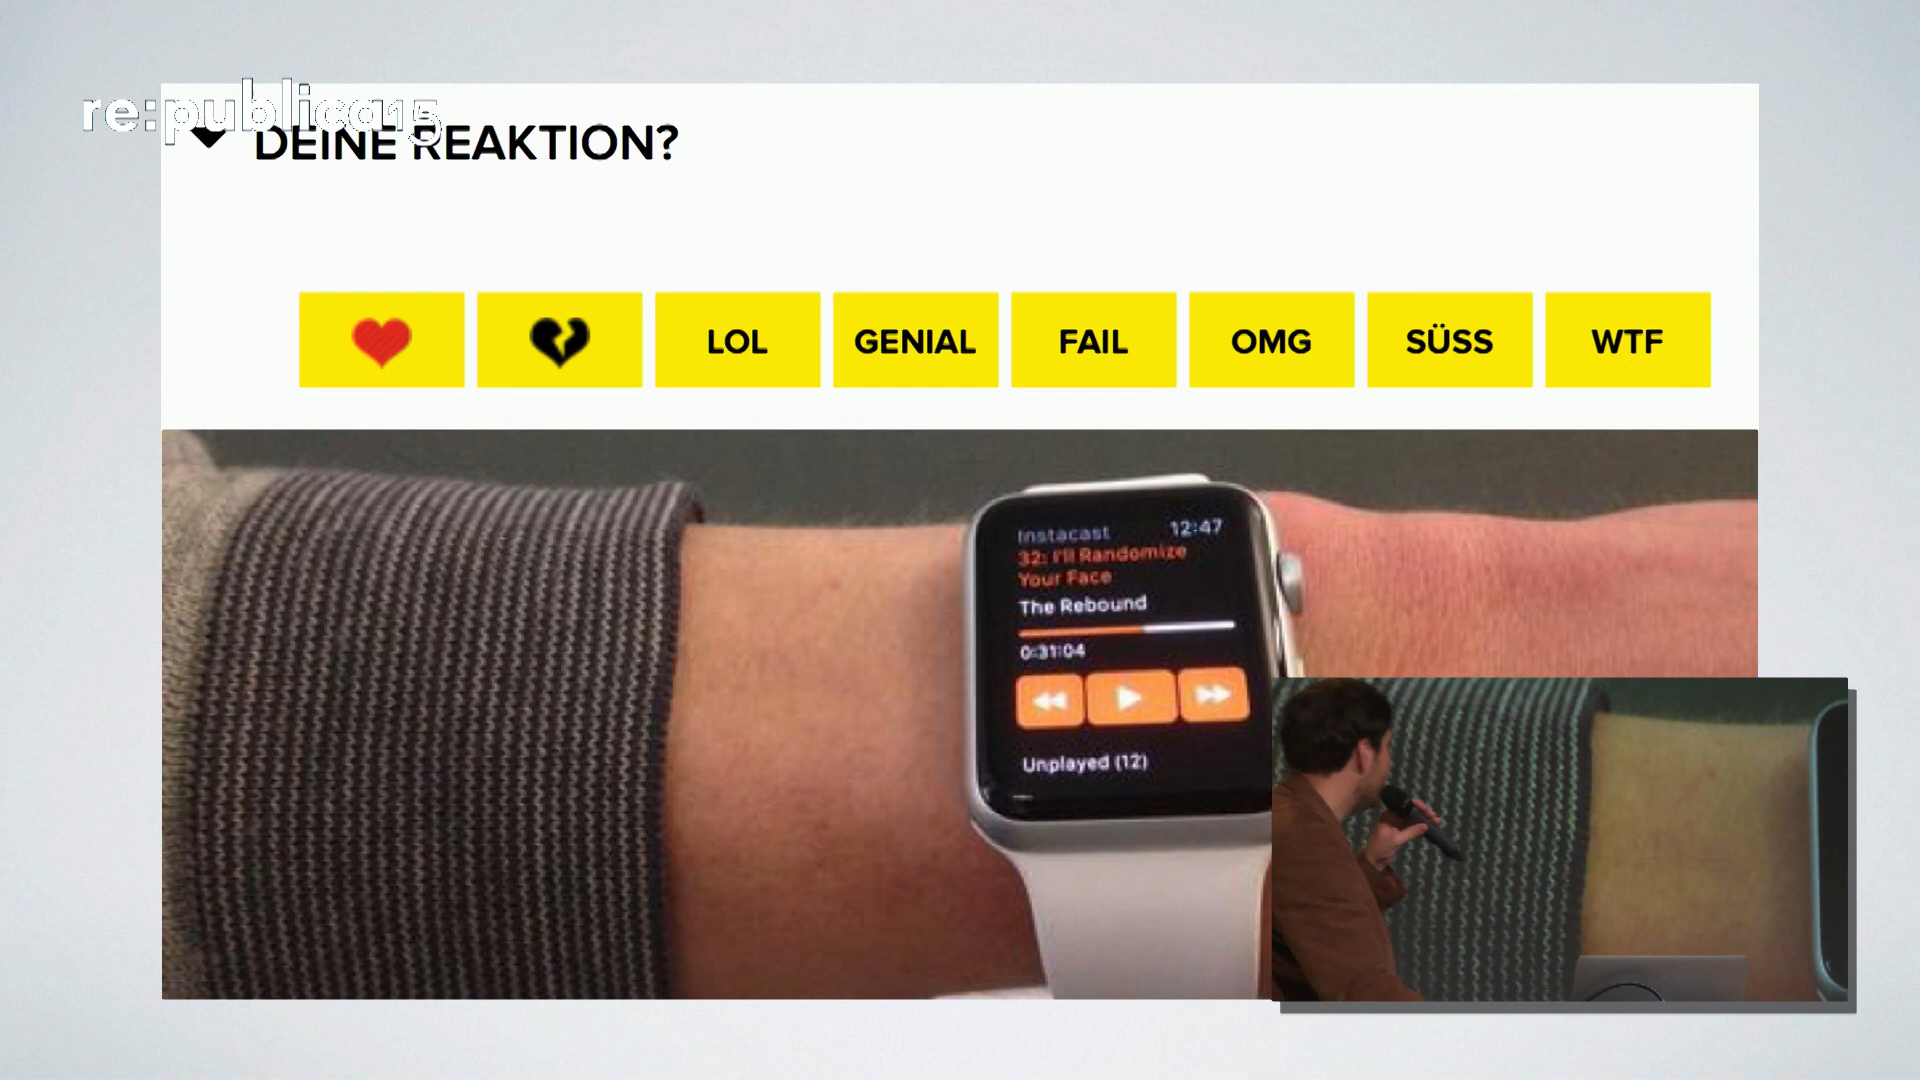 re:publica15
DEINE REAKTION?
LOL
GENIAL
FAIL
OMG
SÜSS
WTF
Instacast 12:47
32: I'll Randomize
Your Face
The Rebound
0:31:04
Unplayed (12)